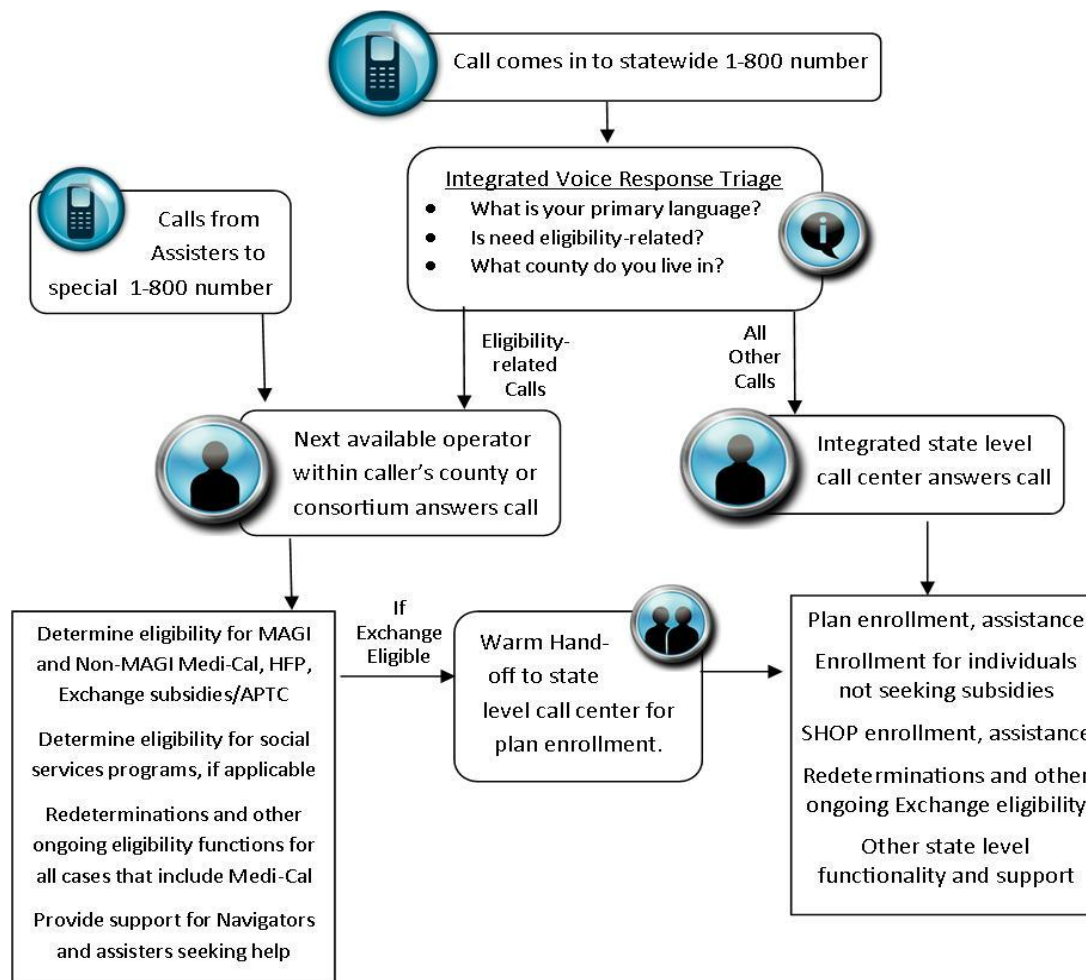 Call comes in to statewide 1-800 number
Integrated Voice Response Triage
● What is your primary language?
● Is need eligibility-related?
● What county do you live in?
i
Calls from
Assisters to
special 1-800 number
Eligibility-
related
Calls
All
Other
Calls
Next available operator
within caller's county or
consortium answers call
Integrated state level
call center answers call
Determine eligibility for MAGI
and Non-MAGI Medi-Cal, HFP,
Exchange subsidies/APTC
Determine eligibility for social
services programs, if applicable
Redeterminations and other
ongoing eligibility functions for
all cases that include Medi-Cal
Provide support for Navigators
and assisters seeking help
If
Exchange
Eligible
Warm Hand-
off to state
level call center for
plan enrollment.
Plan enrollment, assistance
Enrollment for individuals
not seeking subsidies
SHOP enrollment, assistance
Redeterminations and other
ongoing Exchange eligibility
Other state level
functionality and support